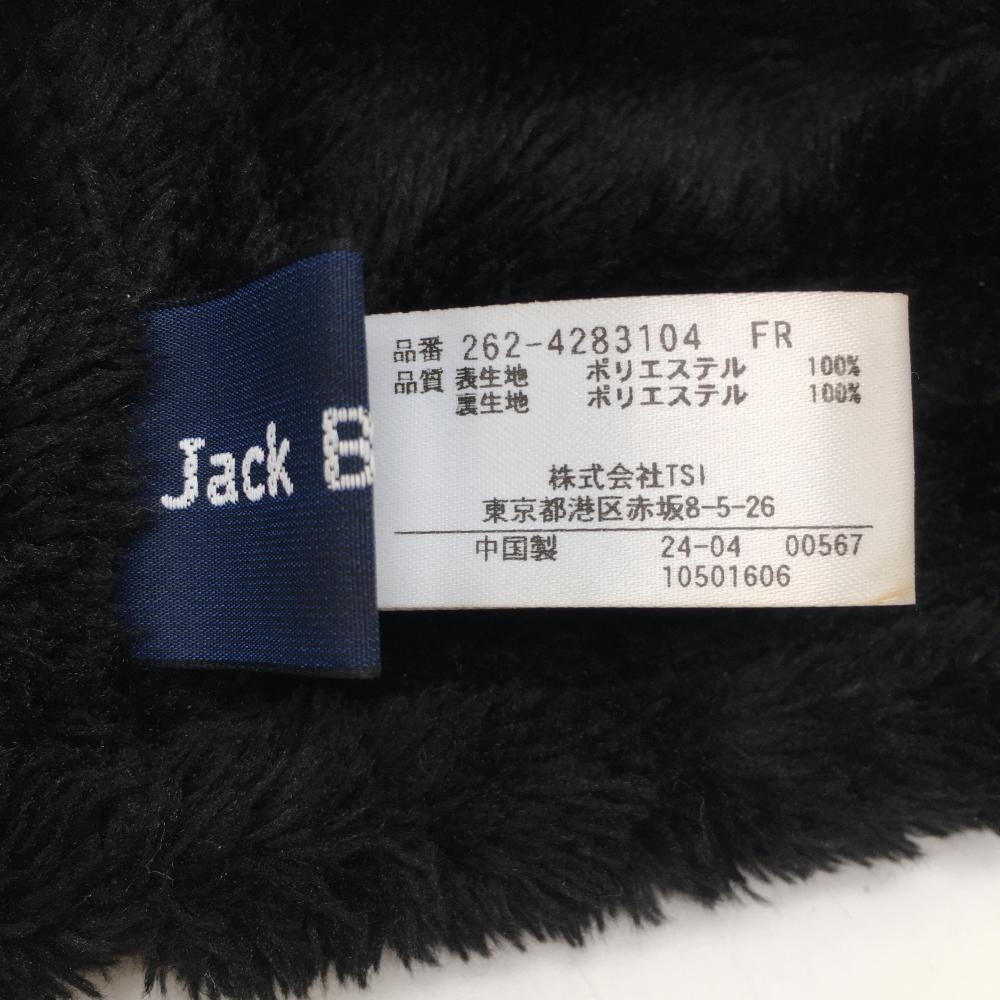 Jack B
品番 262-4283104 FR
品質 表生地 ポリエステル 100%
裏生地 ポリエステル 100%
株式会社TSI
東京都港区赤坂8-5-26
中国製 24-04 00567
10501606